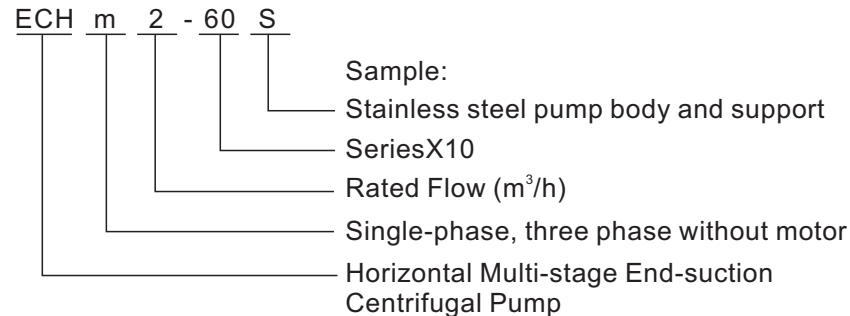 ECH m 2 - 60 S
Sample:
Stainless steel pump body and support
SeriesX10
Rated Flow (m³/h)
Single-phase, three phase without motor
Horizontal Multi-stage End-suction
Centrifugal Pump